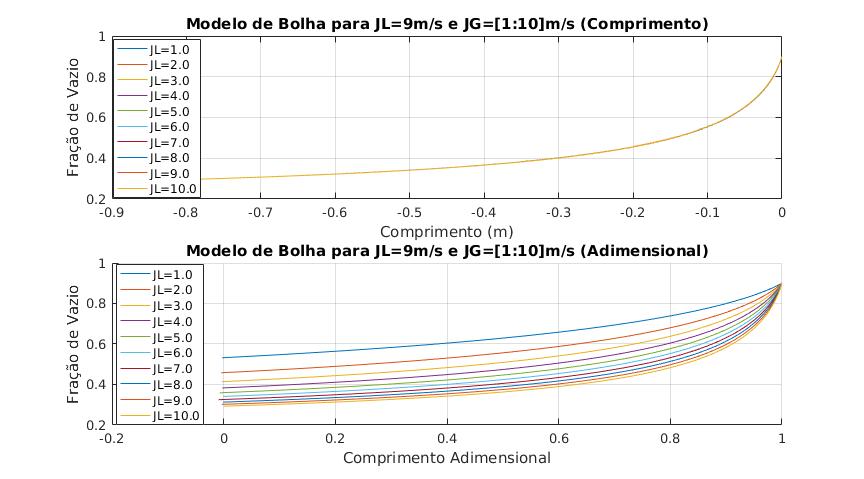 Modelo de Bolha para JL=9m/s e JG=[1:10]m/s (Comprimento)
Fração de Vazio
1
0.8
0.6
0.4
0.2
JL=1.0
JL=2.0
JL=3.0
JL=4.0
JL=5.0
JL=6.0
JL=7.0
JL=8.0
JL=9.0
JL=10.0
-0.9 -0.8 -0.7 -0.6 -0.5 -0.4 -0.3 -0.2 -0.1 0
Comprimento (m)
Modelo de Bolha para JL=9m/s e JG=[1:10]m/s (Adimensional)
Fração de Vazio
1
0.8
0.6
0.4
0.2
JL=1.0
JL=2.0
JL=3.0
JL=4.0
JL=5.0
JL=6.0
JL=7.0
JL=8.0
JL=9.0
JL=10.0
-0.2 0 0.2 0.4 0.6 0.8 1
Comprimento Adimensional